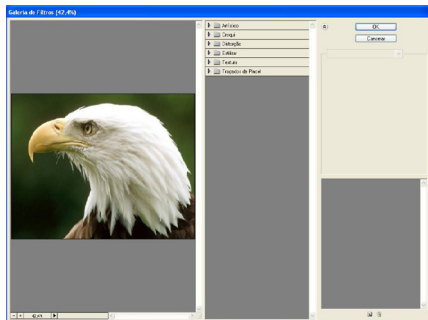 Galeria de Filtros (42,4%)
Artístico
Croqui
Distorção
Estilizar
Textura
Traçados de Pincel
OK
Cancelar